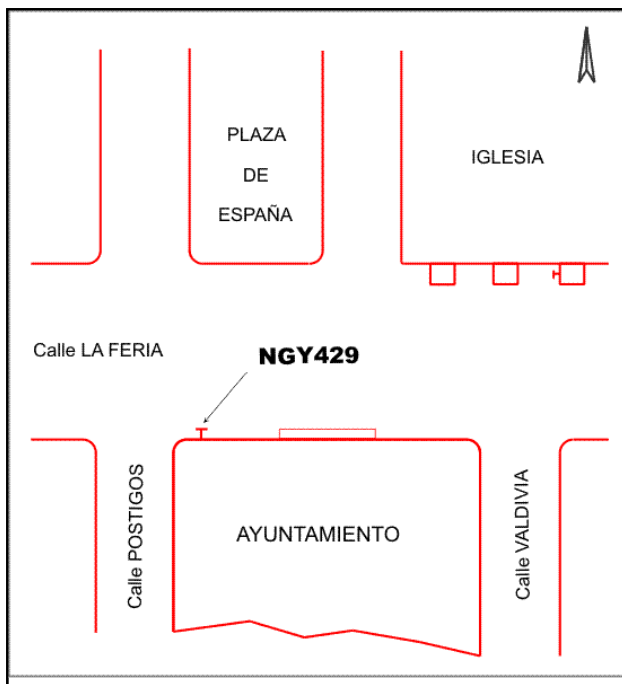 PLAZA
DE
ESPAÑA
IGLESIA
Calle LA FERIA
NGY429
Calle POSTIGOS
AYUNTAMIENTO
Calle VALDIVIA